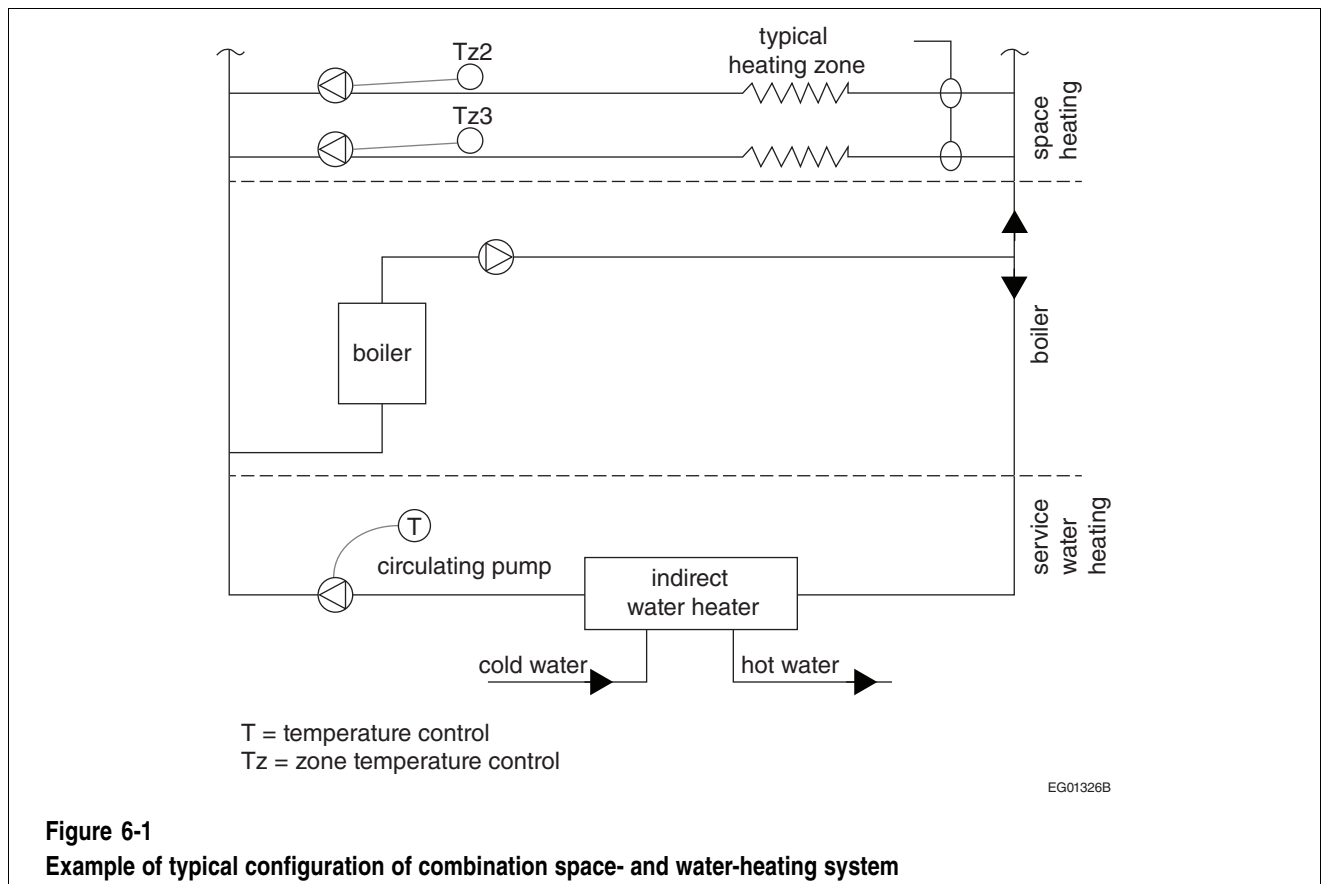 typical
heating zone
Tz2
Tz3
space
heating
boiler
boiler
T
circulating pump
indirect
water heater
service
water
heating
cold water
hot water
T = temperature control
Tz = zone temperature control
EG01326B
Figure 6-1
Example of typical configuration of combination space- and water-heating system